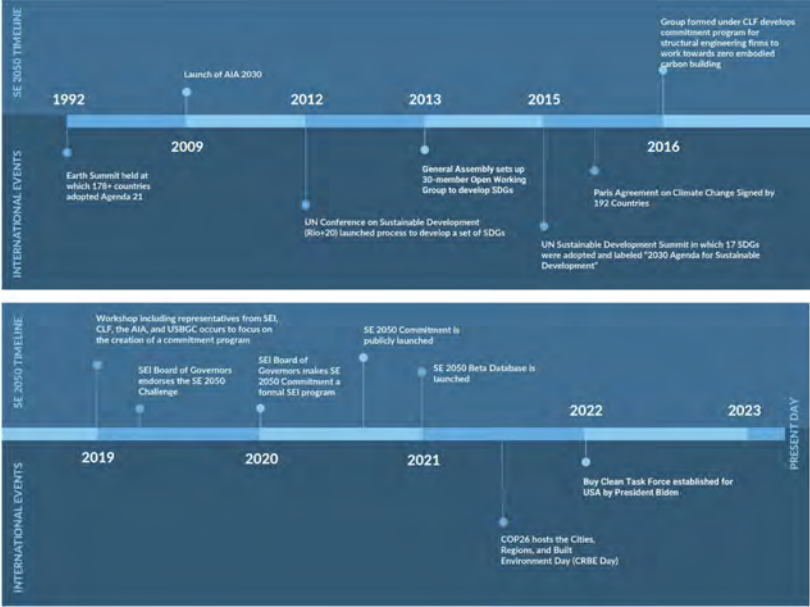 SE 2050 TIMELINE
Group formed under CLF develops
commitment program for
structural engineering firms to
work towards zero embodied
carbon building
Launch of AIA 2030
1992
2012
2013
2015
2009
2016
INTERNATIONAL EVENTS
Earth Summit held at
which 178+ countries
adopted Agenda 21
General Assembly sets up
30-member Open Working
Group to develop SDGs
Paris Agreement on Climate Change Signed by
192 Countries
UN Conference on Sustainable Development
(Rio+20) launched process to develop a set of SDGs
UN Sustainable Development Summit in which 17 SDGs
were adopted and labeled "2030 Agenda for Sustainable
Development"
SE 2050 TIMELINE
Workshop including representatives from SEI,
CLF, the AIA, and USBGC occurs to focus on
the creation of a commitment program
SEI Board of Governors
endorses the SE 2050
Challenge
SEI Board of
Governors makes SE
2050 Commitment a
formal SEI program
SE 2050 Commitment is
publicly launched
SE 2050 Beta Database is
launched
2022
2023
PRESENT DAY
2019
2020
2021
INTERNATIONAL EVENTS
Buy Clean Task Force established for
USA by President Biden
COP26 hosts the Cities,
Regions, and Built
Environment Day (CRBE Day)